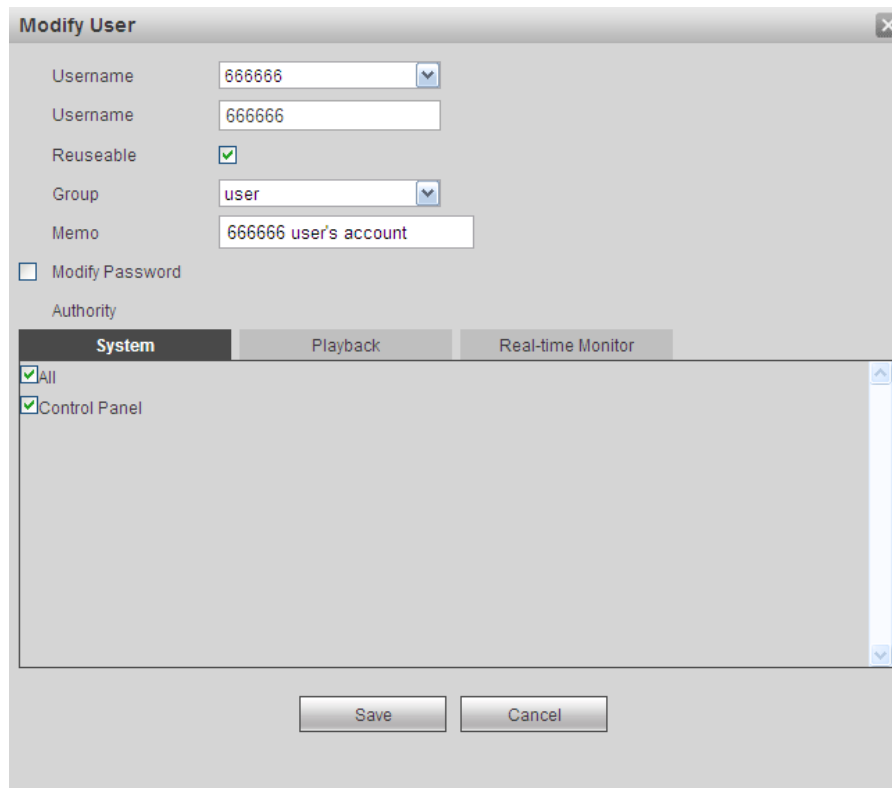 Modify User
Username 666666
Username 666666
Reuseable
Group user
Memo 666666 user's account
Modify Password
Authority
System Playback Real-time Monitor
All
Control Panel
Save Cancel